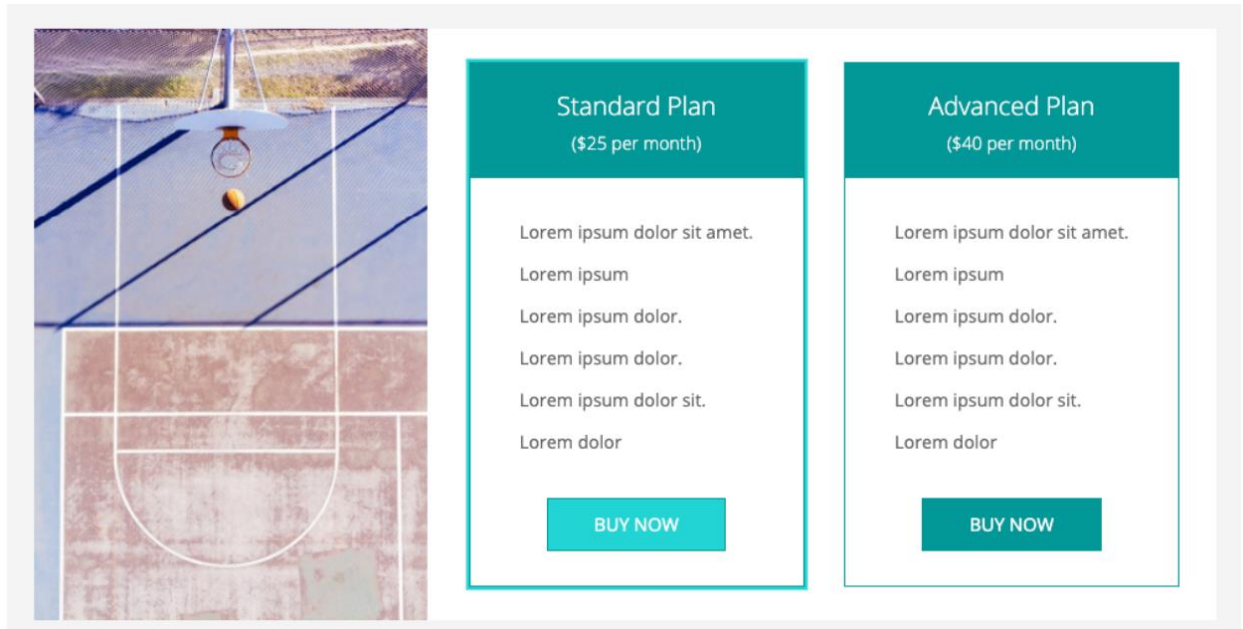 Standard Plan
($25 per month)
Lorem ipsum dolor sit amet.
Lorem ipsum
Lorem ipsum dolor.
Lorem ipsum dolor.
Lorem ipsum dolor sit.
Lorem dolor
BUY NOW
Advanced Plan
($40 per month)
Lorem ipsum dolor sit amet.
Lorem ipsum
Lorem ipsum dolor.
Lorem ipsum dolor.
Lorem ipsum dolor sit.
Lorem dolor
BUY NOW